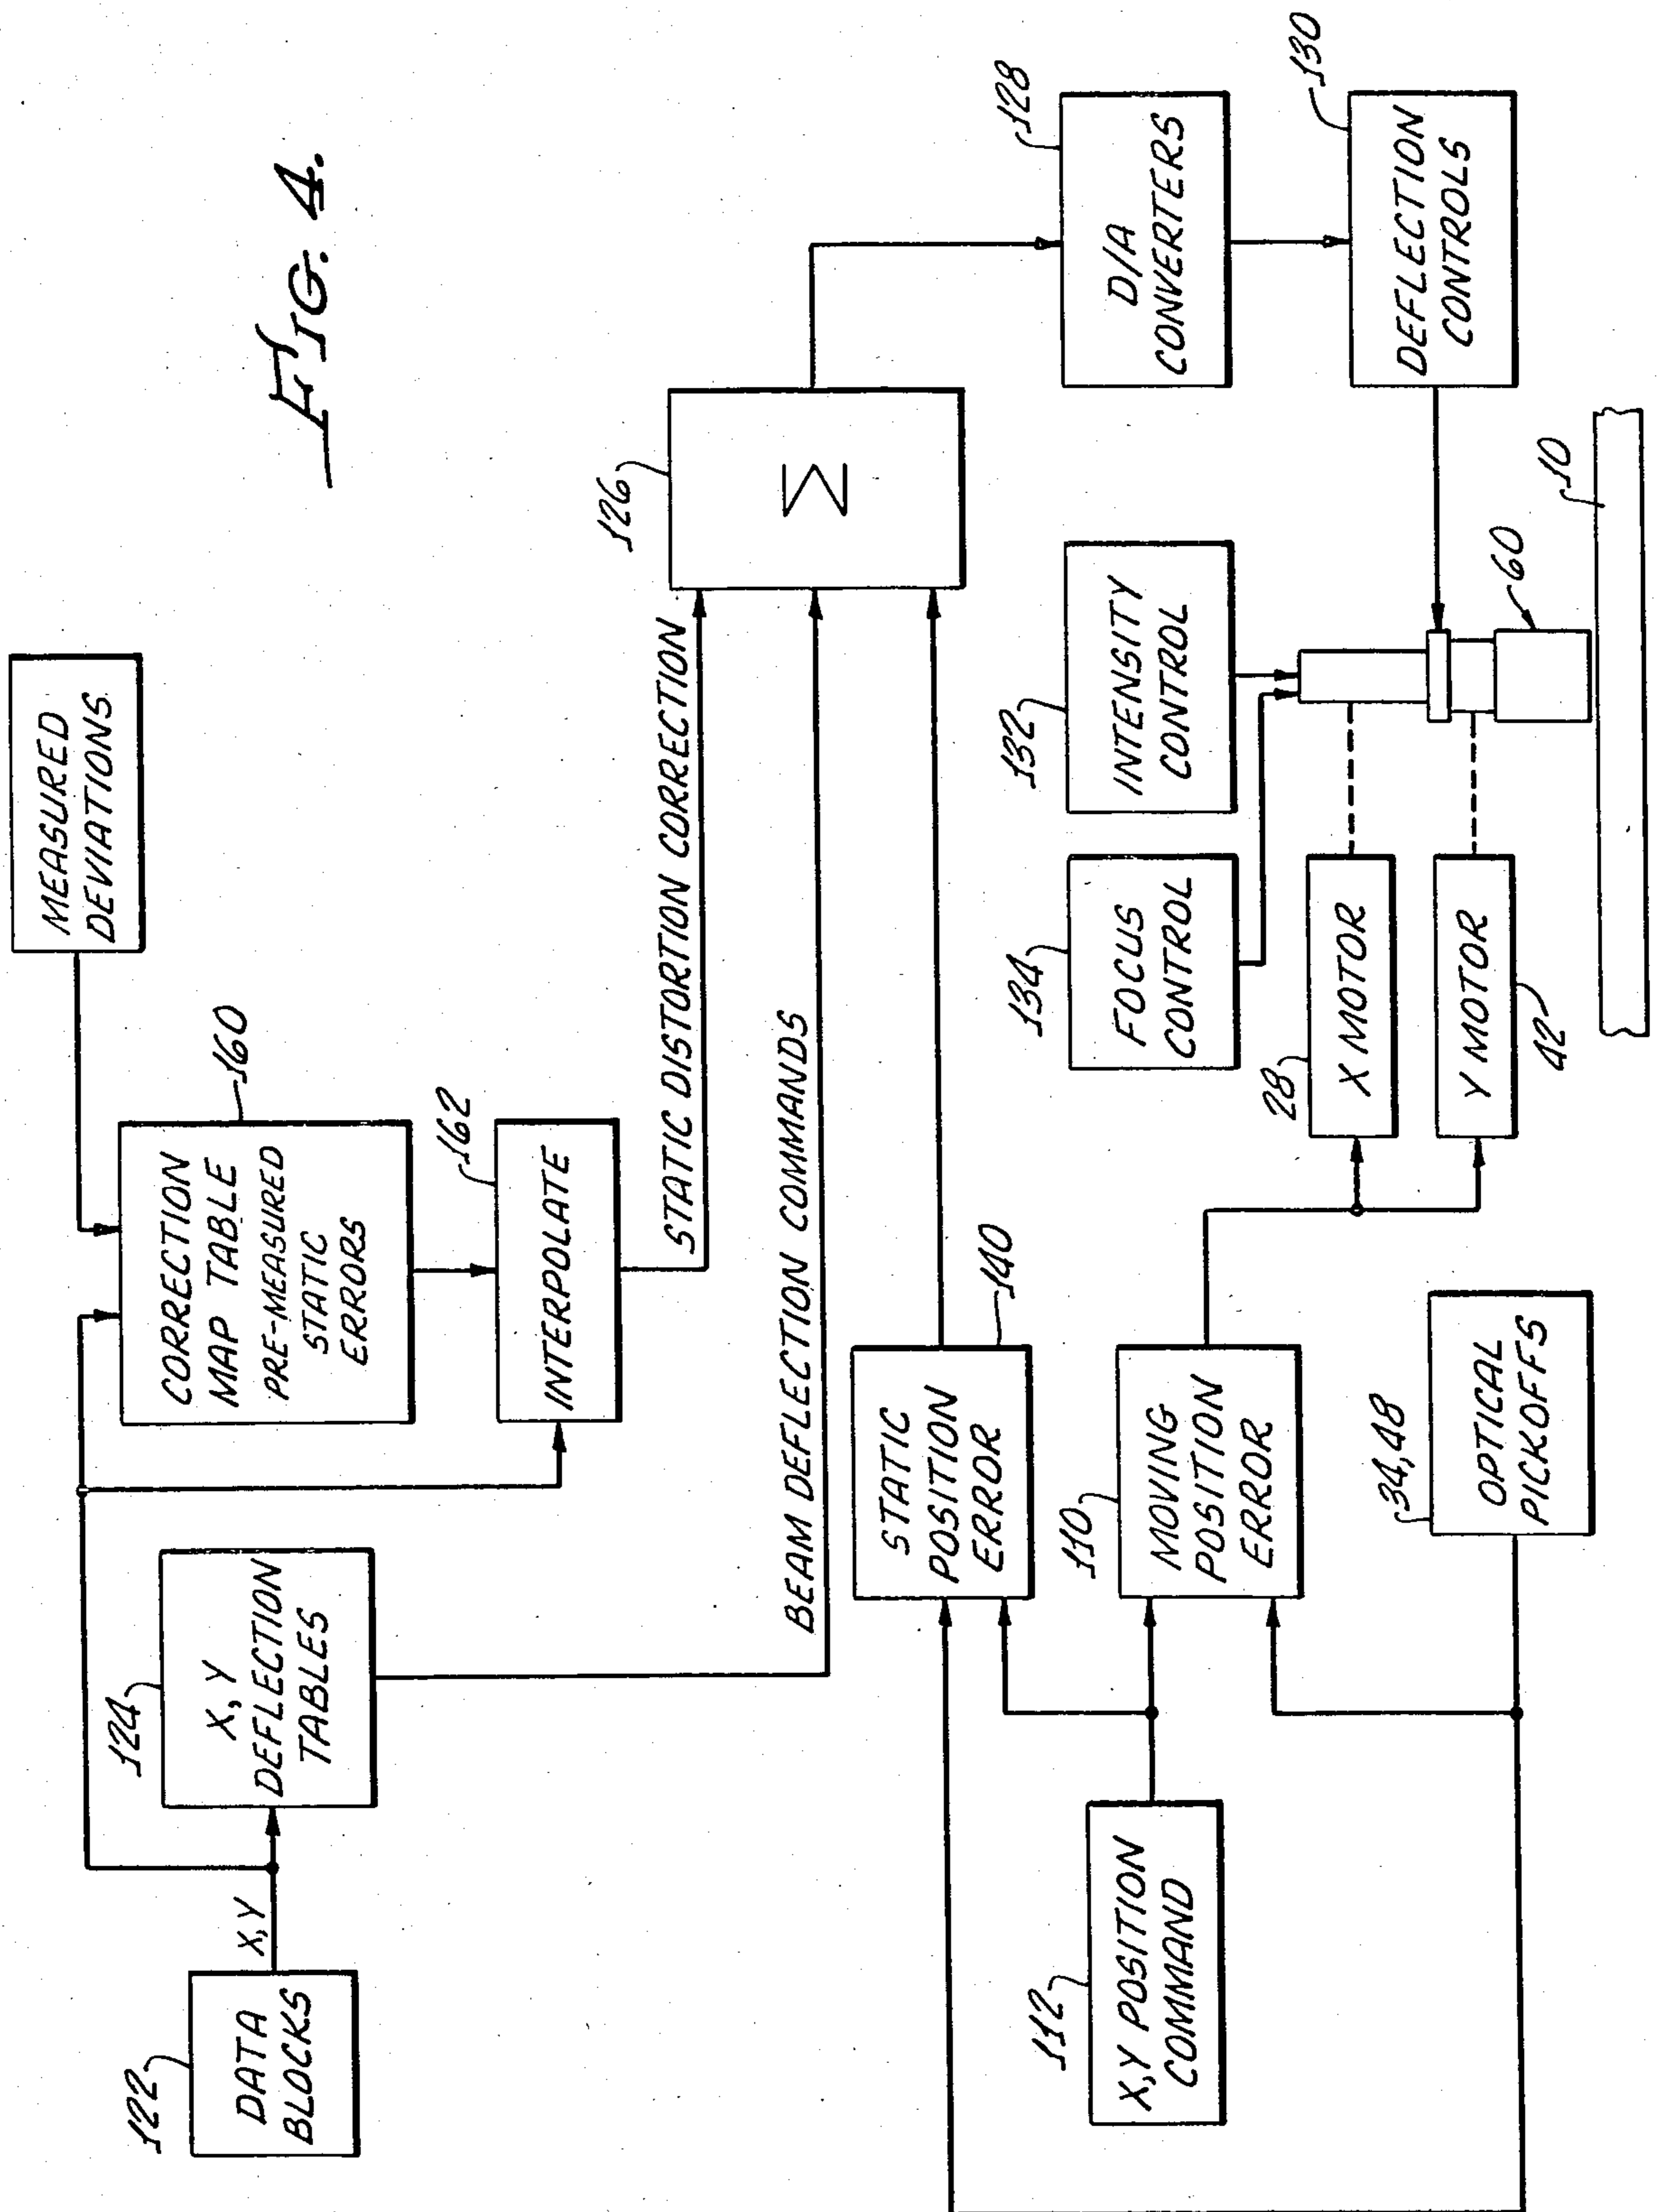 FIG. 4.
MEASURED
DEVIATIONS
160
CORRECTION
MAP TABLE
PRE-MEASURED
STATIC
ERRORS
162
INTERPOLATE
STATIC DISTORTION CORRECTION
122
DATA
BLOCKS
X,Y
124
X,Y
DEFLECTION
TABLES
BEAM DEFLECTION COMMANDS
126
Σ
128
D/A
CONVERTERS
130
DEFLECTION
CONTROLS
140
STATIC
POSITION
ERROR
112
X,Y POSITION
COMMAND
110
MOVING
POSITION
ERROR
34,48
OPTICAL
PICKOFFS
134
FOCUS
CONTROL
132
INTENSITY
CONTROL
28
X MOTOR
Y MOTOR
42
60
10